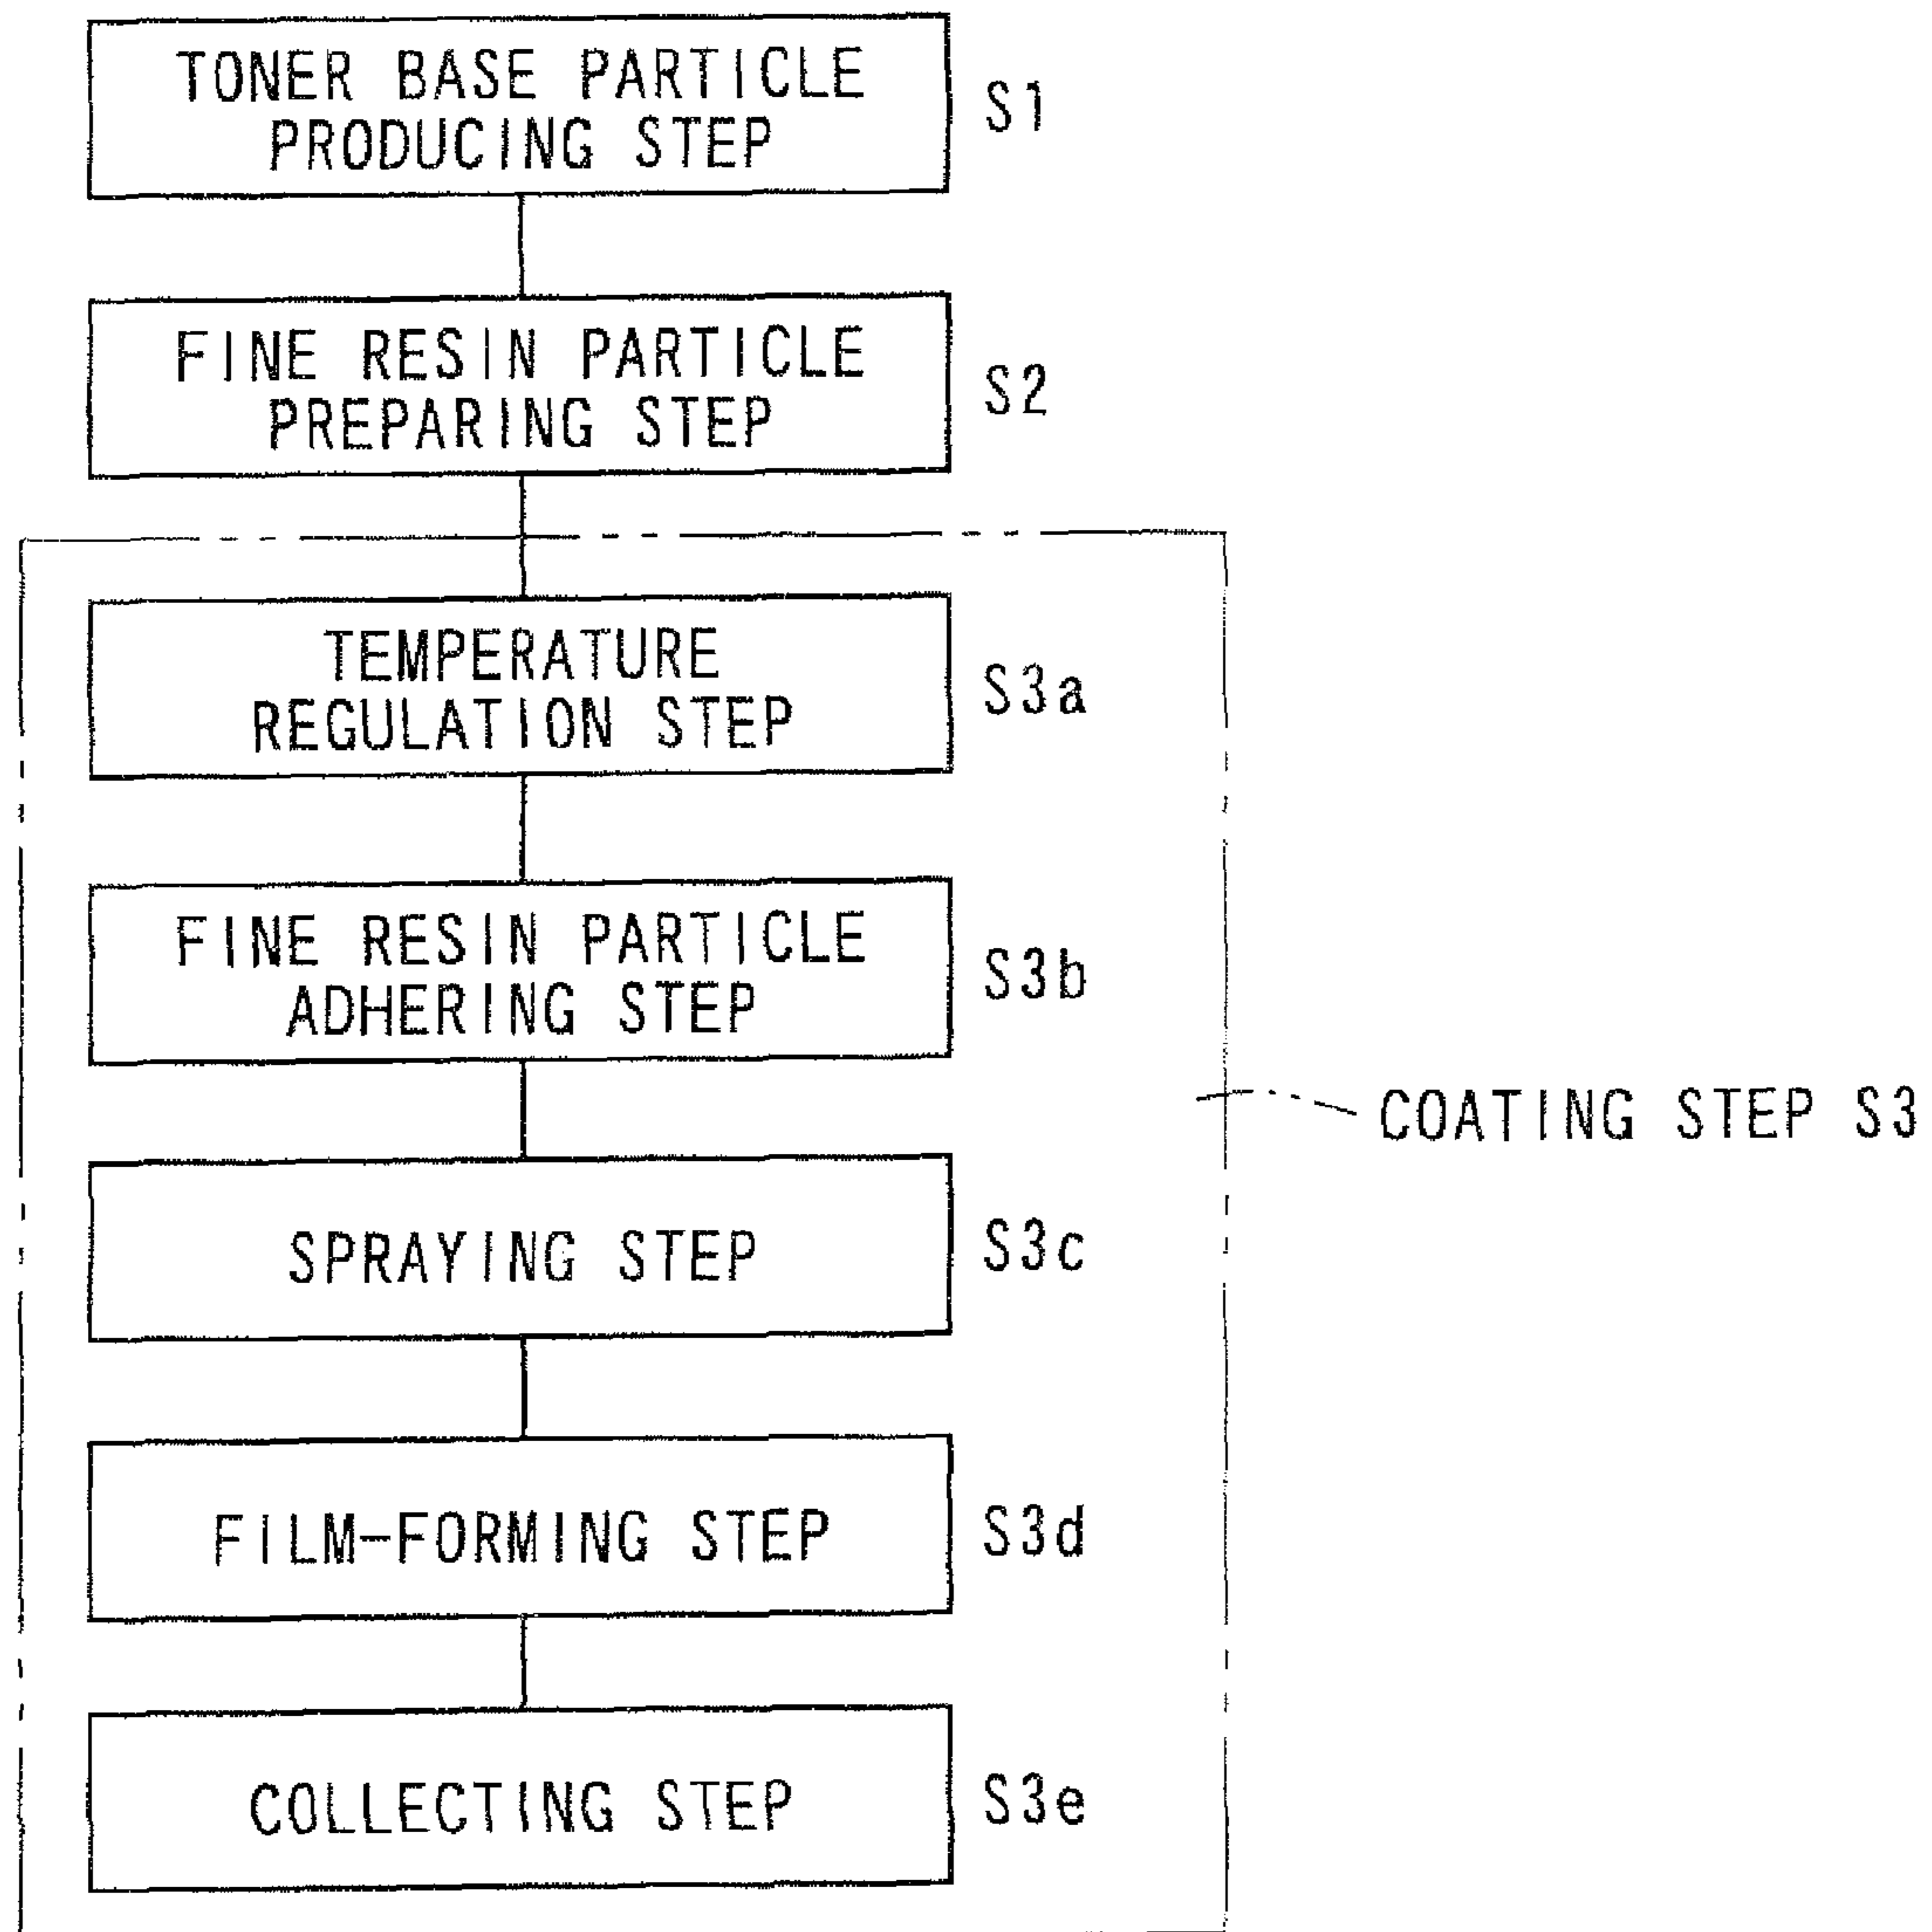 TONER BASE PARTICLE
PRODUCING STEP
S1
FINE RESIN PARTICLE
PREPARING STEP
S2
TEMPERATURE
REGULATION STEP
S3a
FINE RESIN PARTICLE
ADHERING STEP
S3b
COATING STEP S3
SPRAYING STEP
S3c
FILM-FORMING STEP
S3d
COLLECTING STEP
S3e